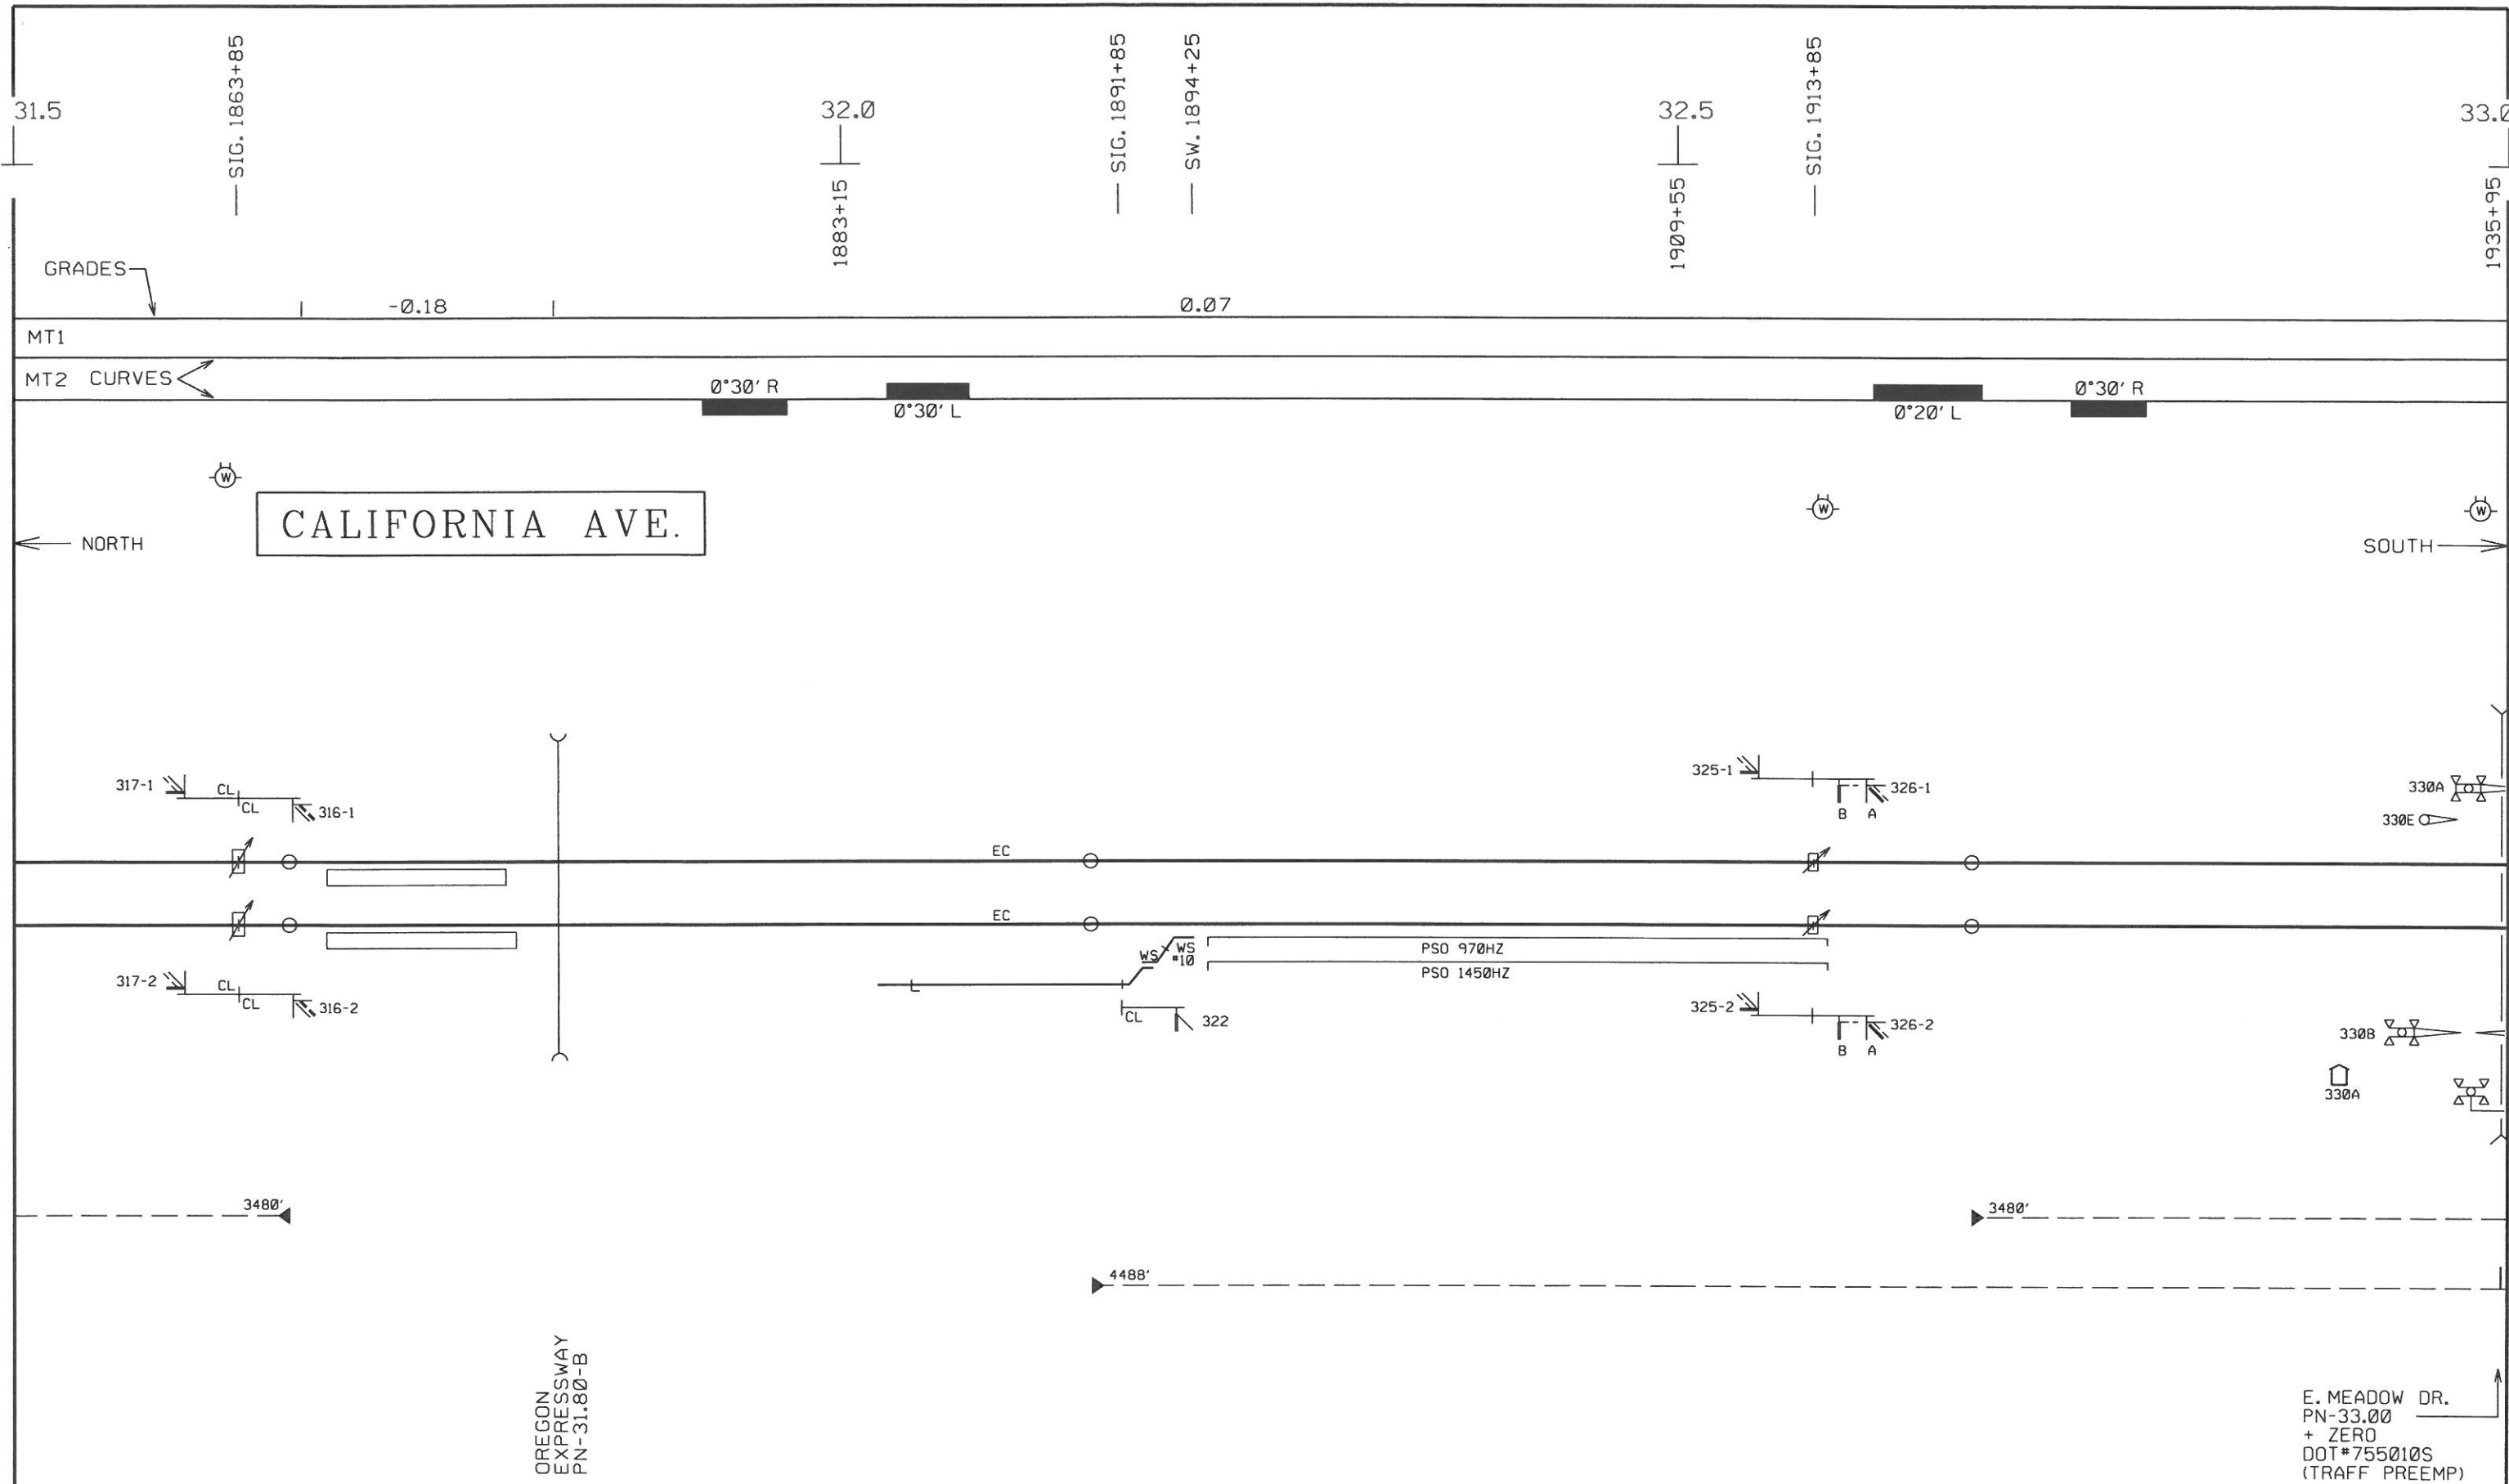 31.5
SIG. 1863+85
32.0
1883+15
SIG. 1891+85
SW. 1894+25
32.5
1909+55
SIG. 1913+85
33.0
1935+95
GRADES
-0.18
0.07
MT1
MT2 CURVES
0°30' R
0°30' L
0°20' L
0°30' R
W
W
W
CALIFORNIA AVE.
NORTH
SOUTH
317-1
CL
CL
316-1
325-1
326-1
B A
330A
330E
EC
EC
WS
WS
#10
PSO 970HZ
PSO 1450HZ
317-2
CL
CL
316-2
CL
322
325-2
326-2
B A
330B
330A
3480'
3480'
4488'
OREGON
EXPRESSWAY
PN-31.80-B
E. MEADOW DR.
PN-33.00
+ ZERO
DOT#755010S
(TRAFF PREEMP)